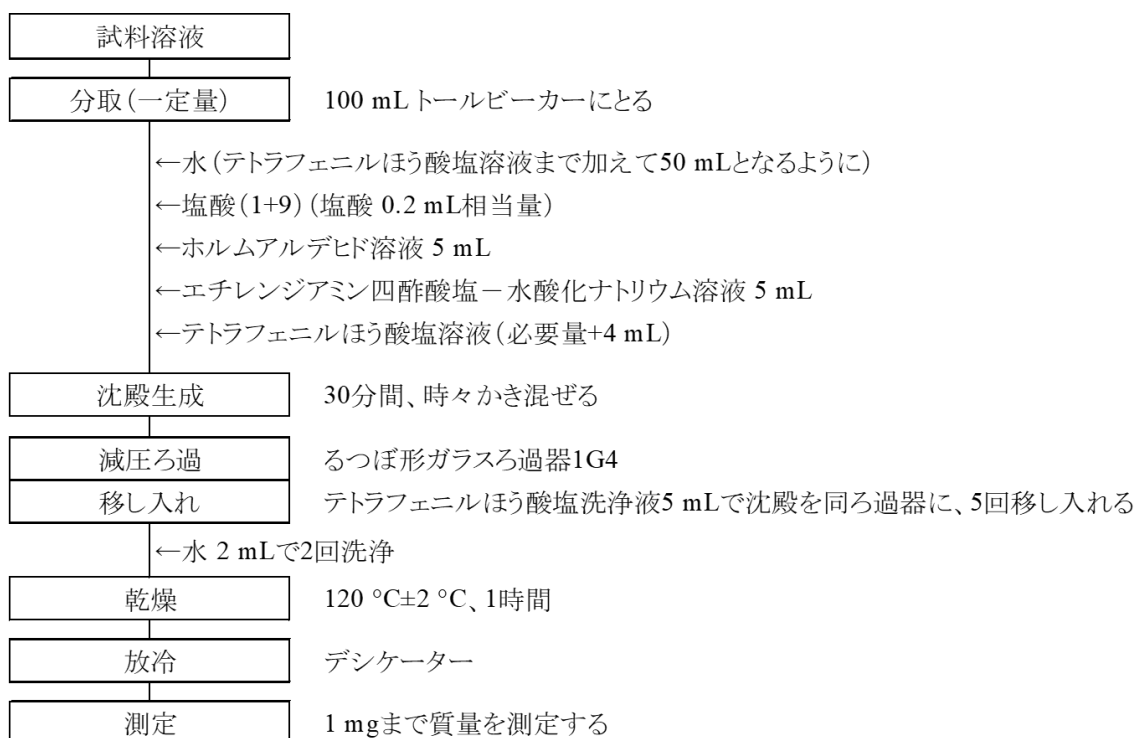 試料溶液
分取(一定量) 100 mL トールビーカーにとる
←水(テトラフェニルほう酸塩溶液まで加えて50 mLとなるように)
←塩酸(1+9)(塩酸 0.2 mL相当量)
←ホルムアルデヒド溶液 5 mL
←エチレンジアミン四酢酸塩-水酸化ナトリウム溶液 5 mL
←テトラフェニルほう酸塩溶液(必要量+4 mL)
沈殿生成 30分間、時々かき混ぜる
減圧ろ過 るつぼ形ガラスろ過器1G4
移し入れ テトラフェニルほう酸塩洗浄液5 mLで沈殿を同ろ過器に、5回移し入れる
←水 2 mLで2回洗浄
乾燥 120 °C±2 °C、1時間
放冷 デシケーター
測定 1 mgまで質量を測定する